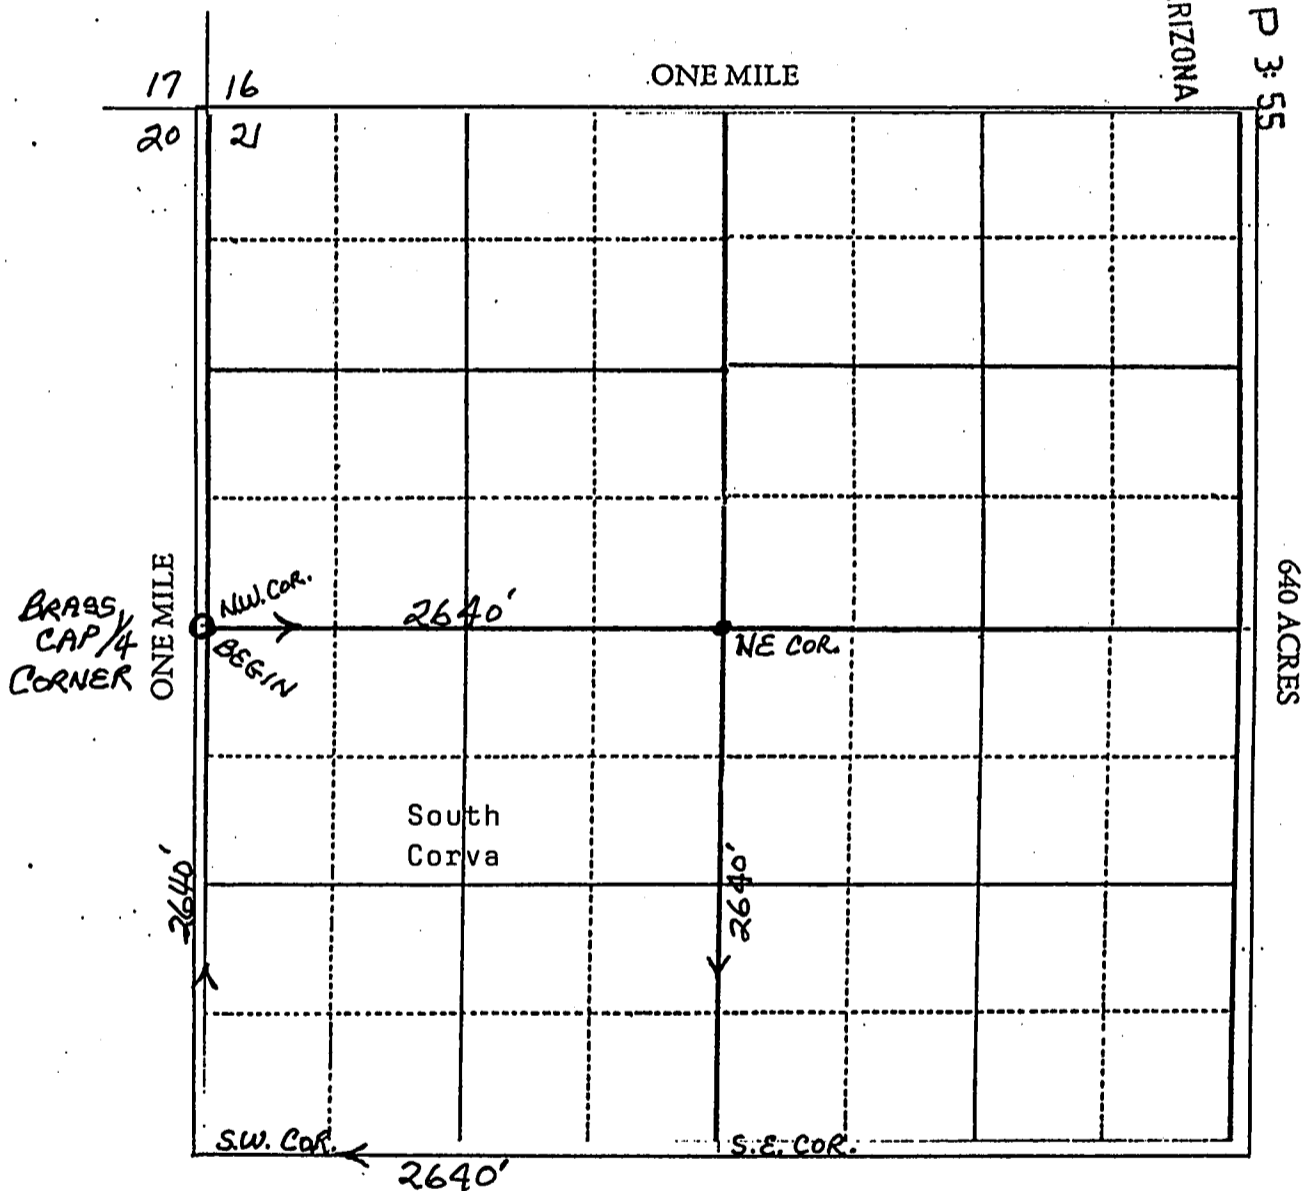 P 3:55
RIZONA
ONE MILE
17 16
20 21
640 ACRES
ONE MILE
BRASS
CAP 1/4
CORNER
N.W. COR.
BEGIN
2640'
NE COR.
South
Corva
2640'
2640'
S.W. COR.
S.E. COR.
2640'